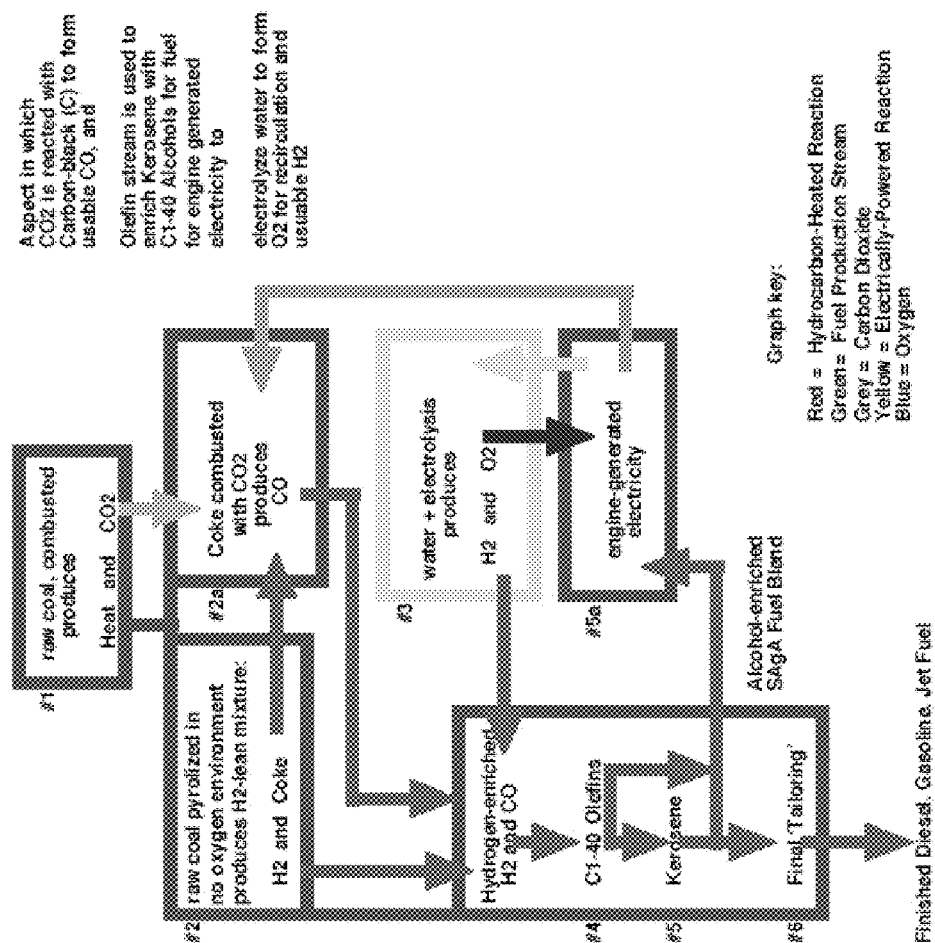 Aspect in which
CO2 is reacted with
Carbon-black (C) to form
usable CO, and
Olefin stream is used to
enrich Kerosene with
C1-40 Alcohols for fuel
for engine generated
electricity to
electrolyze water to form
O2 for recirculation and
usuable H2
#1
raw coal, combusted
produces
Heat and CO2
#2
raw coal pyrolized in
no oxygen environment
produces H2-lean mixture:
H2 and Coke
#2a
Coke combusted
with CO2
produces
CO
#3
water + electrolysis
produces
H2 and O2
Hydrogen-enriched
H2 and CO
#4
C1-40 Olefins
#5
Kerosene
#5a
engine-generated
electricity
Alcohol-enriched
SAgA Fuel Blend
#6
Final 'Tailoring'
Finished Diesel, Gasoline, Jet Fuel
Graph key:
Red = Hydrocarbon-Heated Reaction
Green = Fuel Production Stream
Grey = Carbon Dioxide
Yellow = Electrically-Powered Reaction
Blue = Oxygen